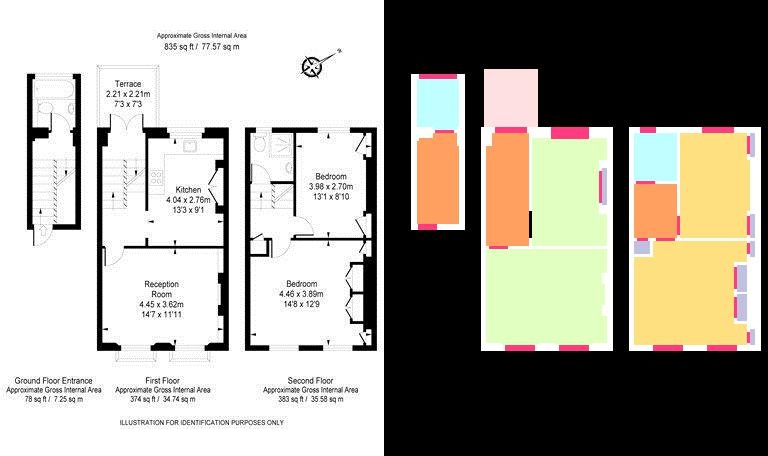 Approximate Gross Internal Area
835 sq ft / 77.57 sq m
N
Terrace
2.21 x 2.21m
7'3 x 7'3
Kitchen
4.04 x 2.76m
13'3 x 9'1
Reception
Room
4.45 x 3.62m
14'7 x 11'11
Bedroom
3.98 x 2.70m
13'1 x 8'10
Bedroom
4.46 x 3.89m
14'8 x 12'9
Ground Floor Entrance
Approximate Gross Internal Area
78 sq ft / 7.25 sq m
First Floor
Approximate Gross Internal Area
374 sq ft / 34.74 sq m
Second Floor
Approximate Gross Internal Area
383 sq ft / 35.58 sq m
ILLUSTRATION FOR IDENTIFICATION PURPOSES ONLY